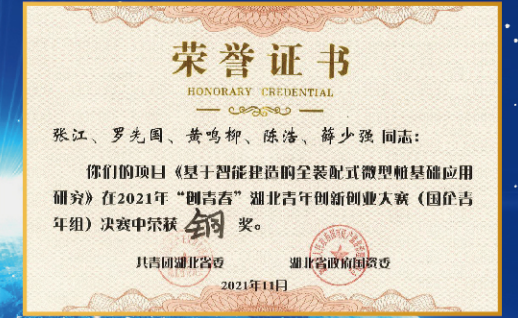 荣誉证书
HONORARY CREDENTIAL
张江、罗先国、黄鸣柳、陈浩、薛少强 同志：
你们的项目《基于智能建造的全装配式微型桩基础应用
研究》在2021年“创青春”湖北青年创新创业大赛（国企青
年组）决赛中荣获 铜 奖。
共青团湖北省委 湖北省政府国资委
2021年11月